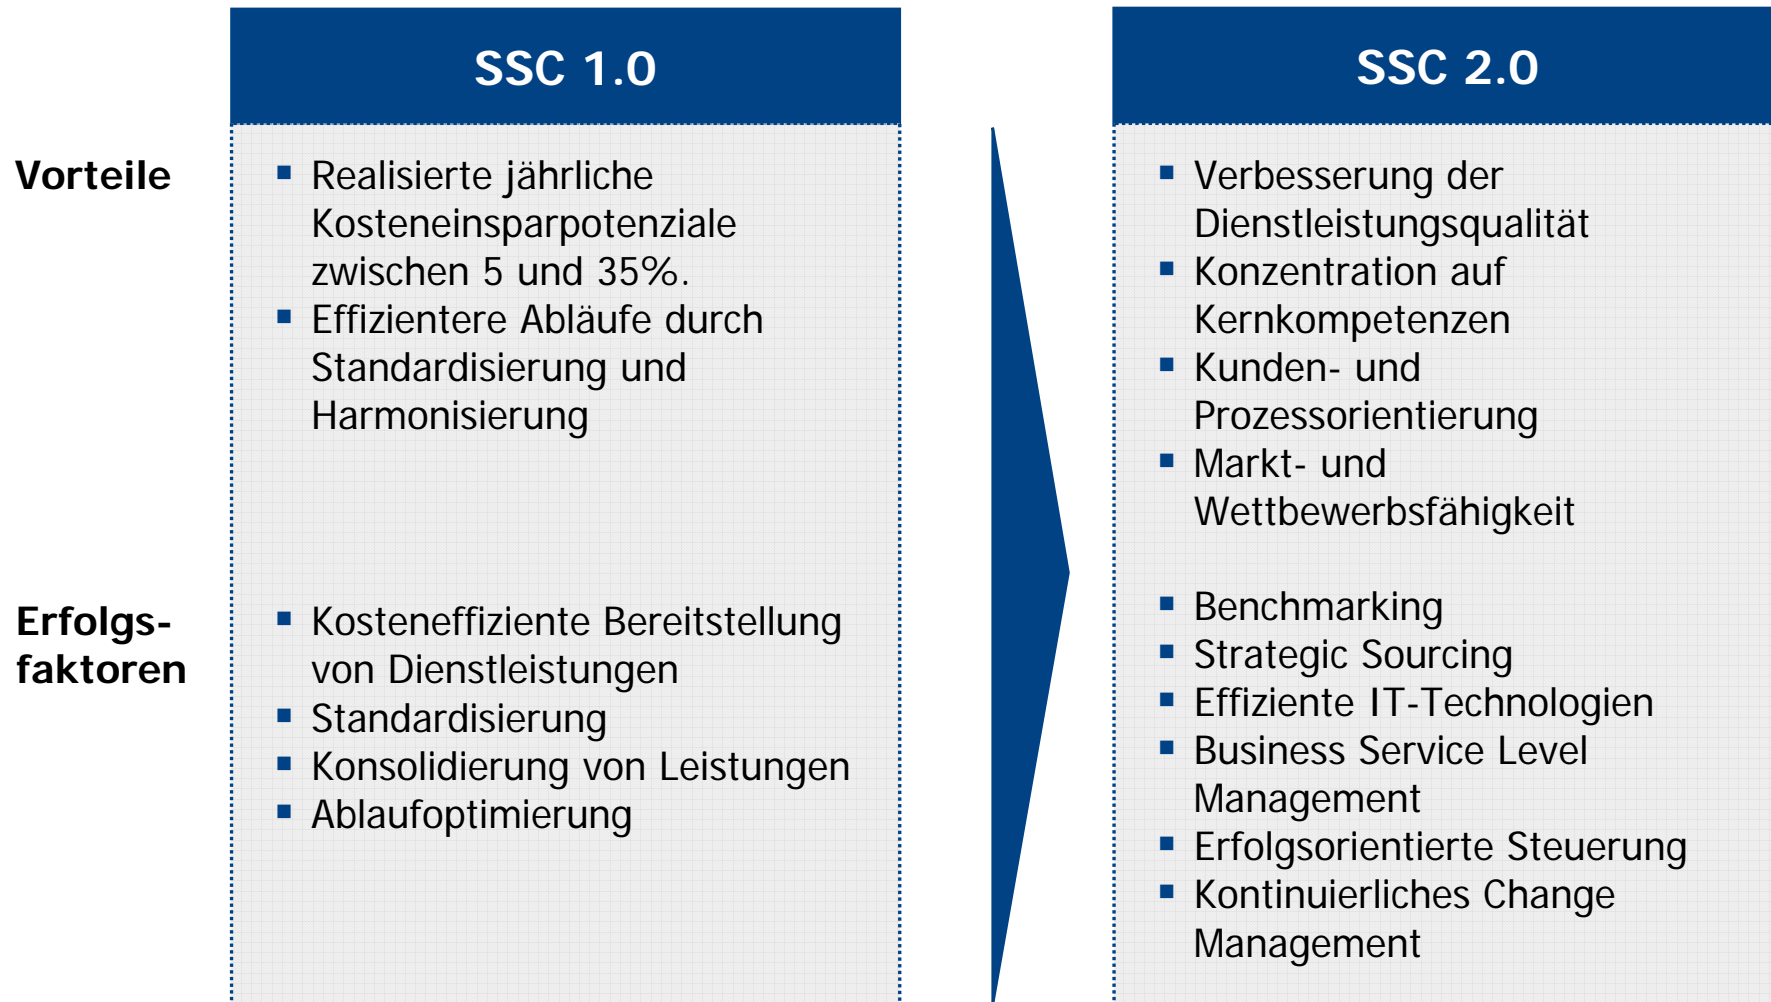 SSC 1.0
SSC 2.0
Vorteile
▪ Realisierte jährliche
Kosteneinsparpotenziale
zwischen 5 und 35%.
▪ Effizientere Abläufe durch
Standardisierung und
Harmonisierung
▪ Verbesserung der
Dienstleistungsqualität
▪ Konzentration auf
Kernkompetenzen
▪ Kunden- und
Prozessorientierung
▪ Markt- und
Wettbewerbsfähigkeit
Erfolgs-
faktoren
▪ Kosteneffiziente Bereitstellung
von Dienstleistungen
▪ Standardisierung
▪ Konsolidierung von Leistungen
▪ Ablaufoptimierung
▪ Benchmarking
▪ Strategic Sourcing
▪ Effiziente IT-Technologien
▪ Business Service Level
Management
▪ Erfolgsorientierte Steuerung
▪ Kontinuierliches Change
Management